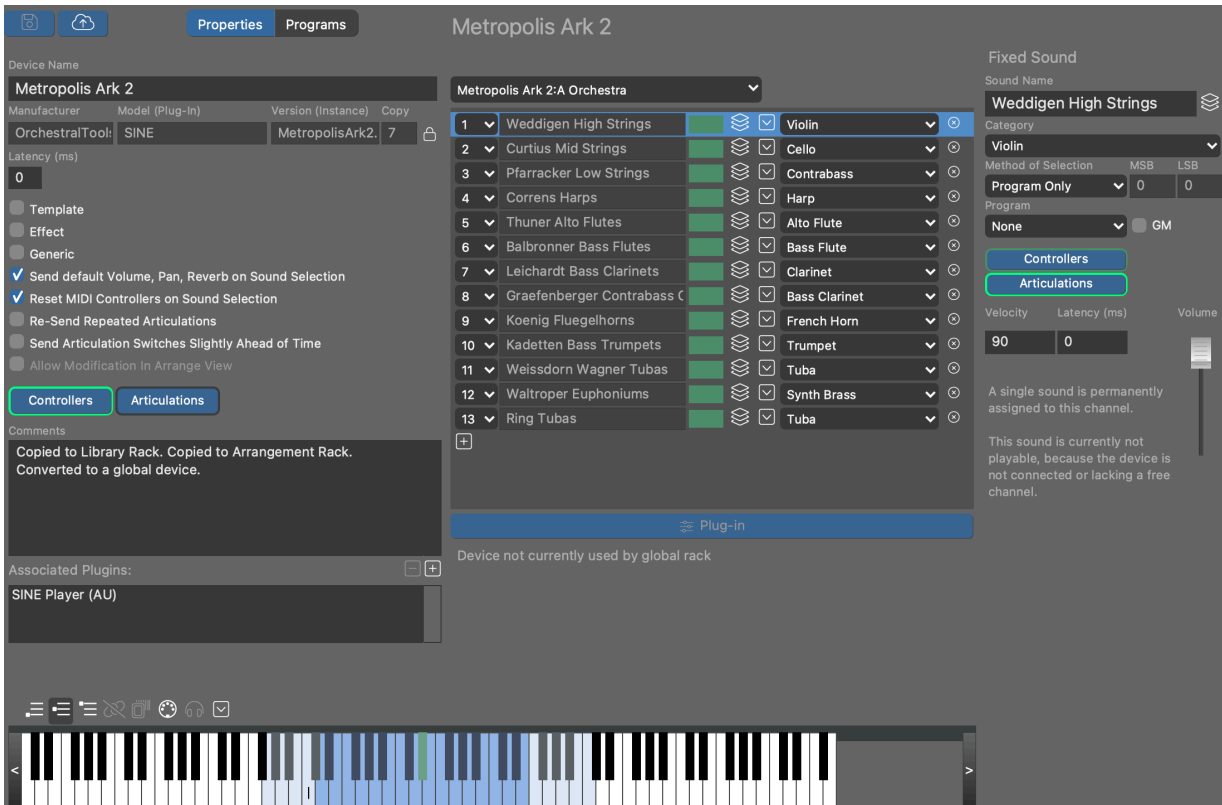 Properties
Programs
Metropolis Ark 2
Device Name
Metropolis Ark 2
Manufacturer
Model (Plug-In)
Version (Instance)
Copy
OrchestralTools
SINE
MetropolisArk2.
7
Latency (ms)
0
Template
Effect
Generic
Send default Volume, Pan, Reverb on Sound Selection
Reset MIDI Controllers on Sound Selection
Re-Send Repeated Articulations
Send Articulation Switches Slightly Ahead of Time
Allow Modification In Arrange View
Controllers
Articulations
Comments
Copied to Library Rack. Copied to Arrangement Rack.
Converted to a global device.
Associated Plugins:
SINE Player (AU)
Metropolis Ark 2:A Orchestra
1 Weddigen High Strings Violin
2 Curtius Mid Strings Cello
3 Pfarracker Low Strings Contrabass
4 Correns Harps Harp
5 Thuner Alto Flutes Alto Flute
6 Balbronner Bass Flutes Bass Flute
7 Leichardt Bass Clarinets Clarinet
8 Graefenberger Contrabass C Bass Clarinet
9 Koenig Fluegelhorns French Horn
10 Kadetten Bass Trumpets Trumpet
11 Weissdorn Wagner Tubas Tuba
12 Waltroper Euphoniums Synth Brass
13 Ring Tubas Tuba
Plug-in
Device not currently used by global rack
Fixed Sound
Sound Name
Weddigen High Strings
Category
Violin
Method of Selection
MSB
LSB
Program Only
0
0
Program
None
GM
Controllers
Articulations
Velocity
Latency (ms)
Volume
90
0
A single sound is permanently
assigned to this channel.
This sound is currently not
playable, because the device is
not connected or lacking a free
channel.
<
>